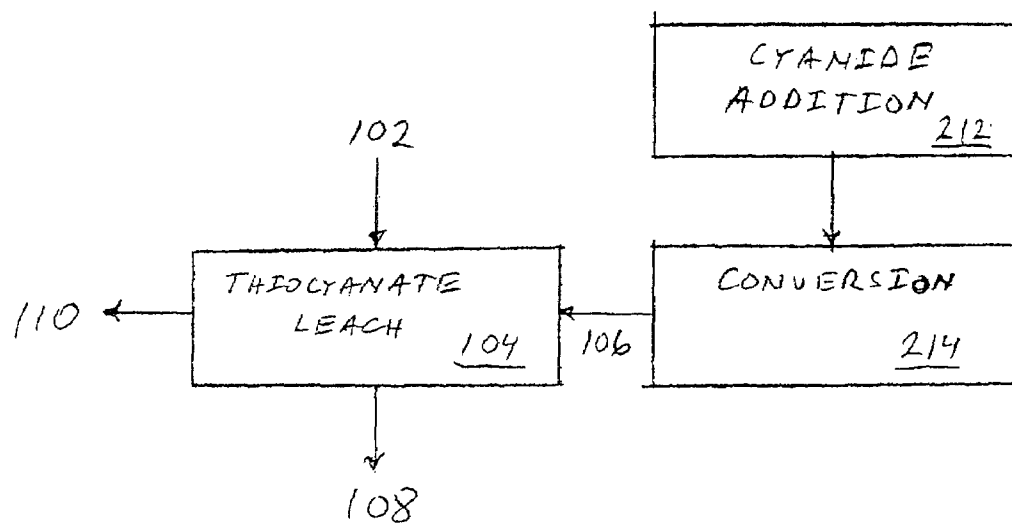 CYANIDE
ADDITION
212
102
THIOCYANATE
LEACH
104
110
106
CONVERSION
214
108